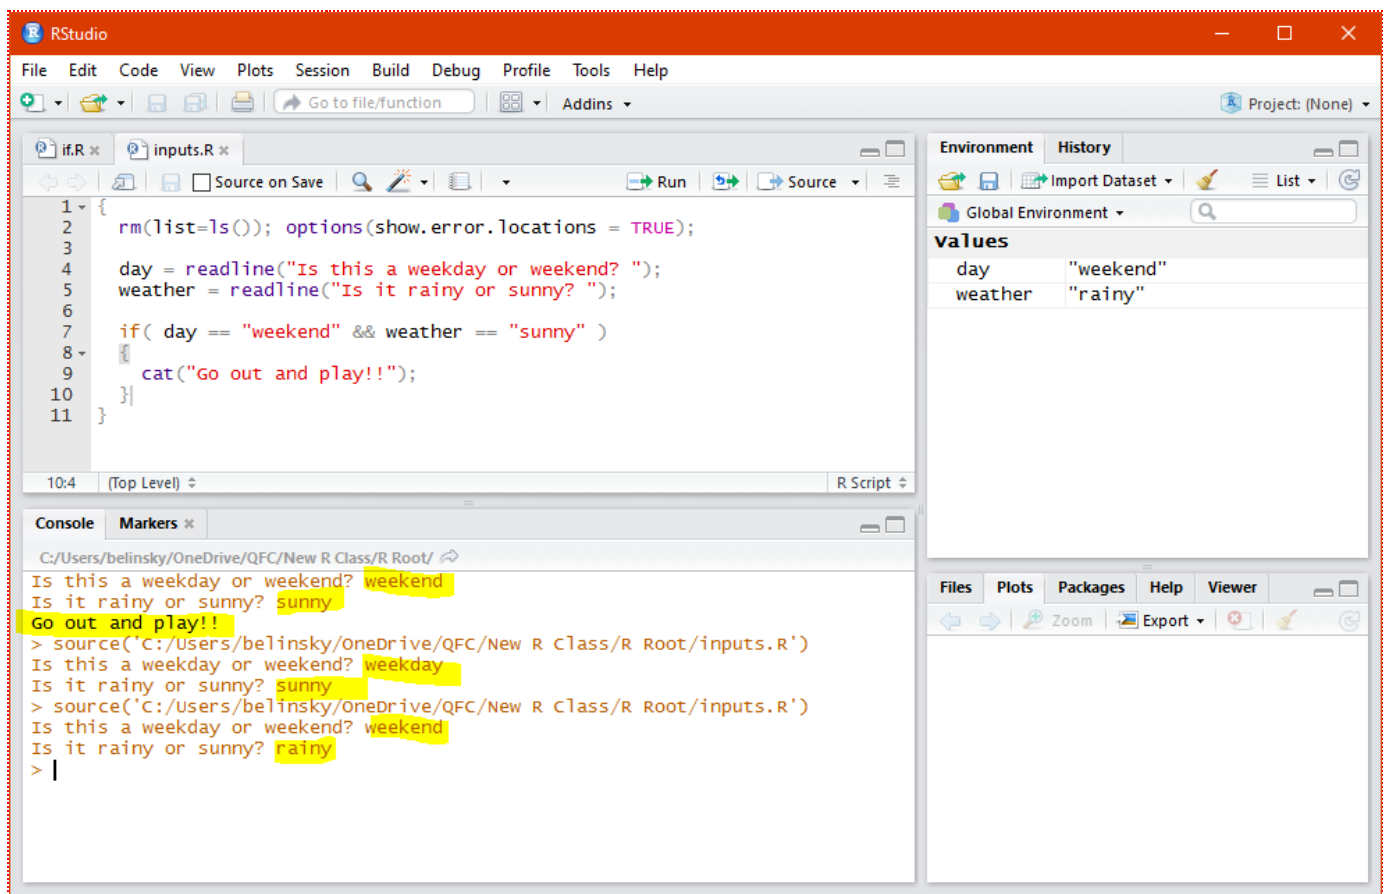 RStudio
File Edit Code View Plots Session Build Debug Profile Tools Help
Go to file/function Addins Project: (None)
if.R inputs.R
Source on Save Run Source
1 {
2 rm(list=ls()); options(show.error.locations = TRUE);
3
4 day = readline("Is this a weekday or weekend? ");
5 weather = readline("Is it rainy or sunny? ");
6
7 if( day == "weekend" && weather == "sunny" )
8 {
9 cat("Go out and play!!");
10 }
11 }
10:4 (Top Level) R Script
Console Markers
C:/Users/belinsky/OneDrive/QFC/New R Class/R Root/
Is this a weekday or weekend? weekend
Is it rainy or sunny? sunny
Go out and play!!
> source('C:/Users/belinsky/OneDrive/QFC/New R Class/R Root/inputs.R')
Is this a weekday or weekend? weekday
Is it rainy or sunny? sunny
> source('C:/Users/belinsky/OneDrive/QFC/New R Class/R Root/inputs.R')
Is this a weekday or weekend? weekend
Is it rainy or sunny? rainy
>
Environment History
Import Dataset List
Global Environment
Values
day "weekend"
weather "rainy"
Files Plots Packages Help Viewer
Zoom Export